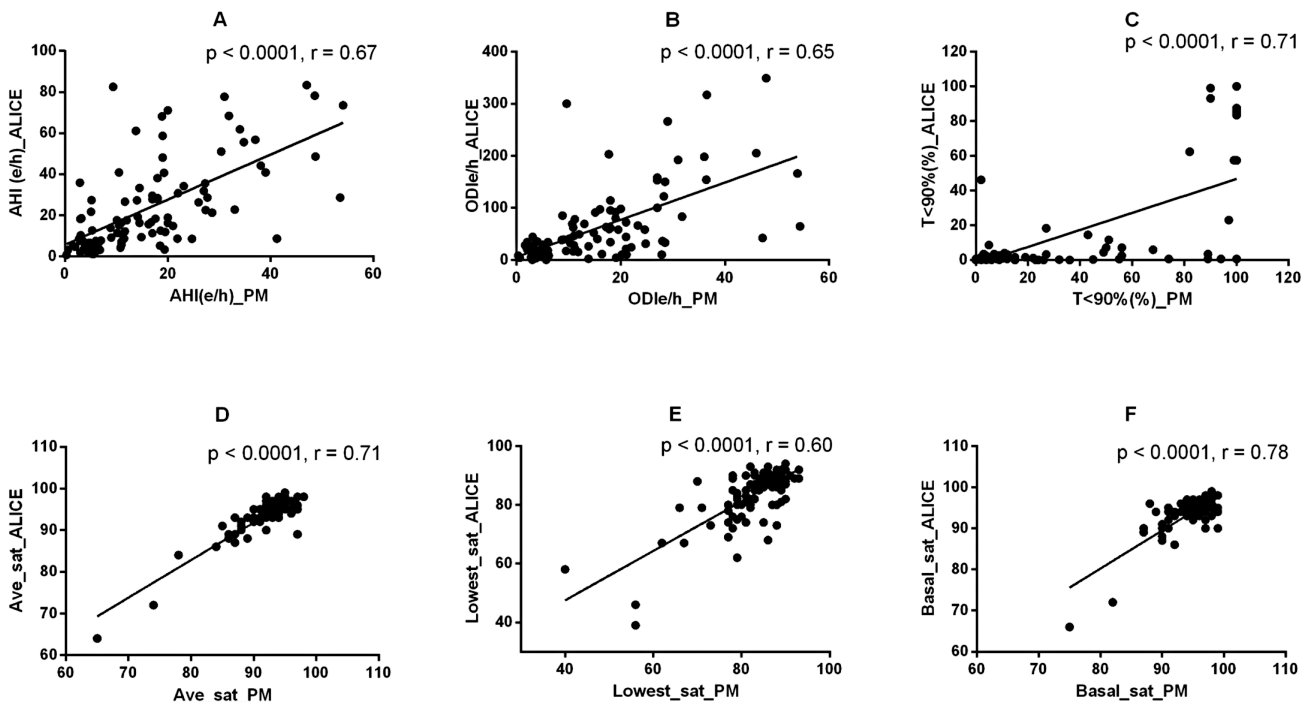 A
p < 0.0001, r = 0.67
AHI (e/h)_ALICE
100
80
60
40
20
0
0
20
40
60
AHI(e/h)_PM
B
p < 0.0001, r = 0.65
ODIe/h_ALICE
400
300
200
100
0
0
20
40
60
ODIe/h_PM
C
p < 0.0001, r = 0.71
T<90%(%)_ALICE
120
100
80
60
40
20
0
0
20
40
60
80
100
120
T<90%(%)_PM
D
p < 0.0001, r = 0.71
Ave_sat_ALICE
110
100
90
80
70
60
60
70
80
90
100
110
Ave_sat_PM
E
p < 0.0001, r = 0.60
Lowest_sat_ALICE
100
80
60
40
40
60
80
100
Lowest_sat_PM
F
p < 0.0001, r = 0.78
Basal_sat_ALICE
110
100
90
80
70
60
60
70
80
90
100
110
Basal_sat_PM